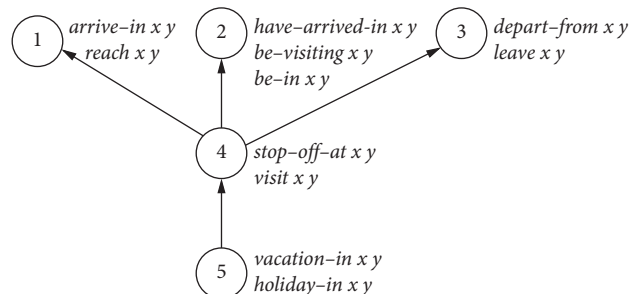 1
arrive–in x y
reach x y
2
have–arrived-in x y
be–visiting x y
be–in x y
3
depart–from x y
leave x y
4
stop–off–at x y
visit x y
5
vacation–in x y
holiday–in x y